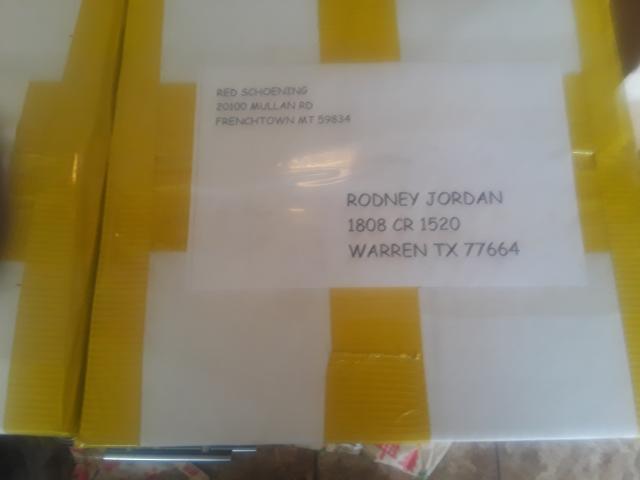 RED SCHOENING
20100 MULLAN RD
FRENCHTOWN MT 59834
RODNEY JORDAN
1808 CR 1520
WARREN TX 77664